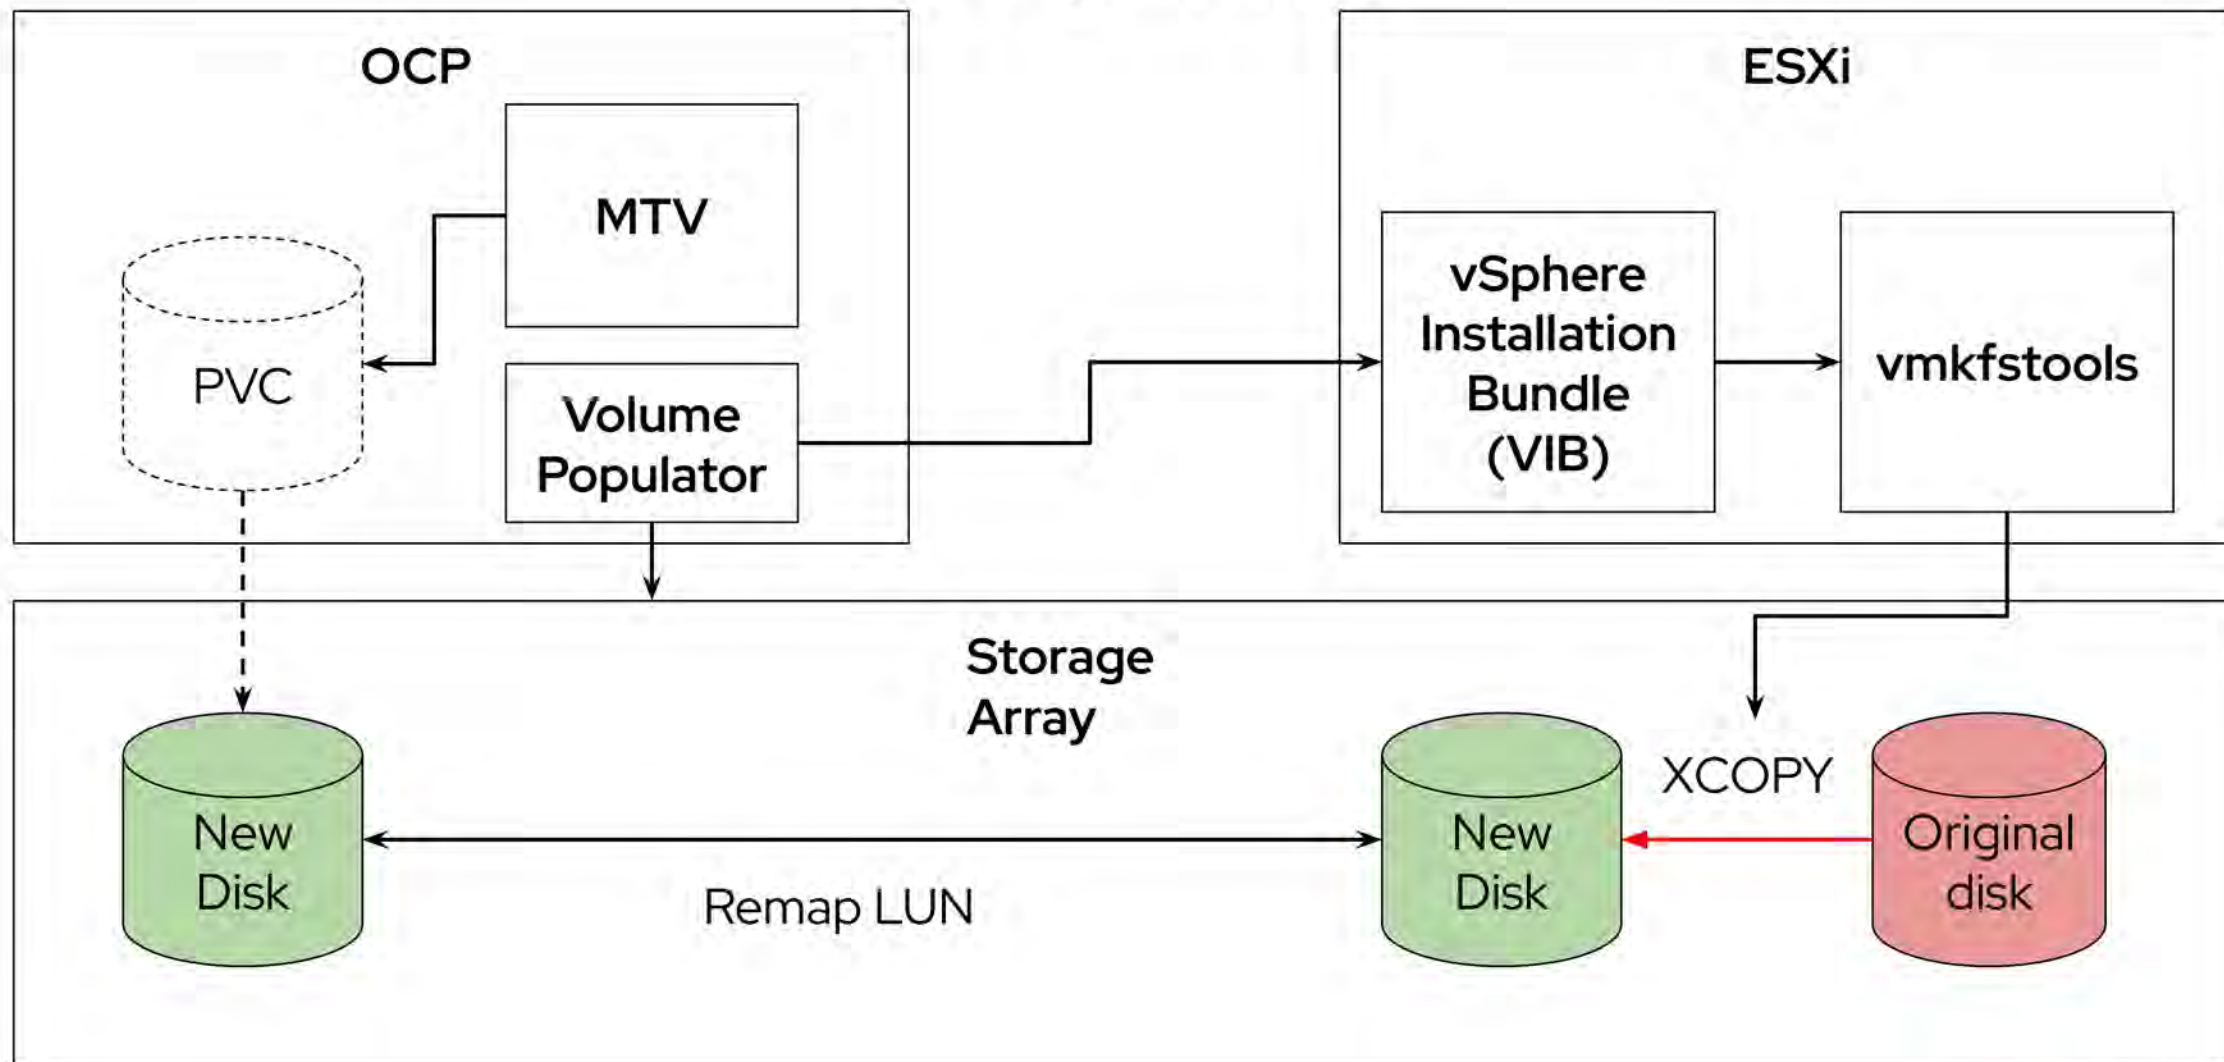 OCP
MTV
PVC
Volume
Populator
ESXi
vSphere
Installation
Bundle
(VIB)
vmkfstools
Storage
Array
New
Disk
Remap LUN
New
Disk
XCOPY
Original
disk